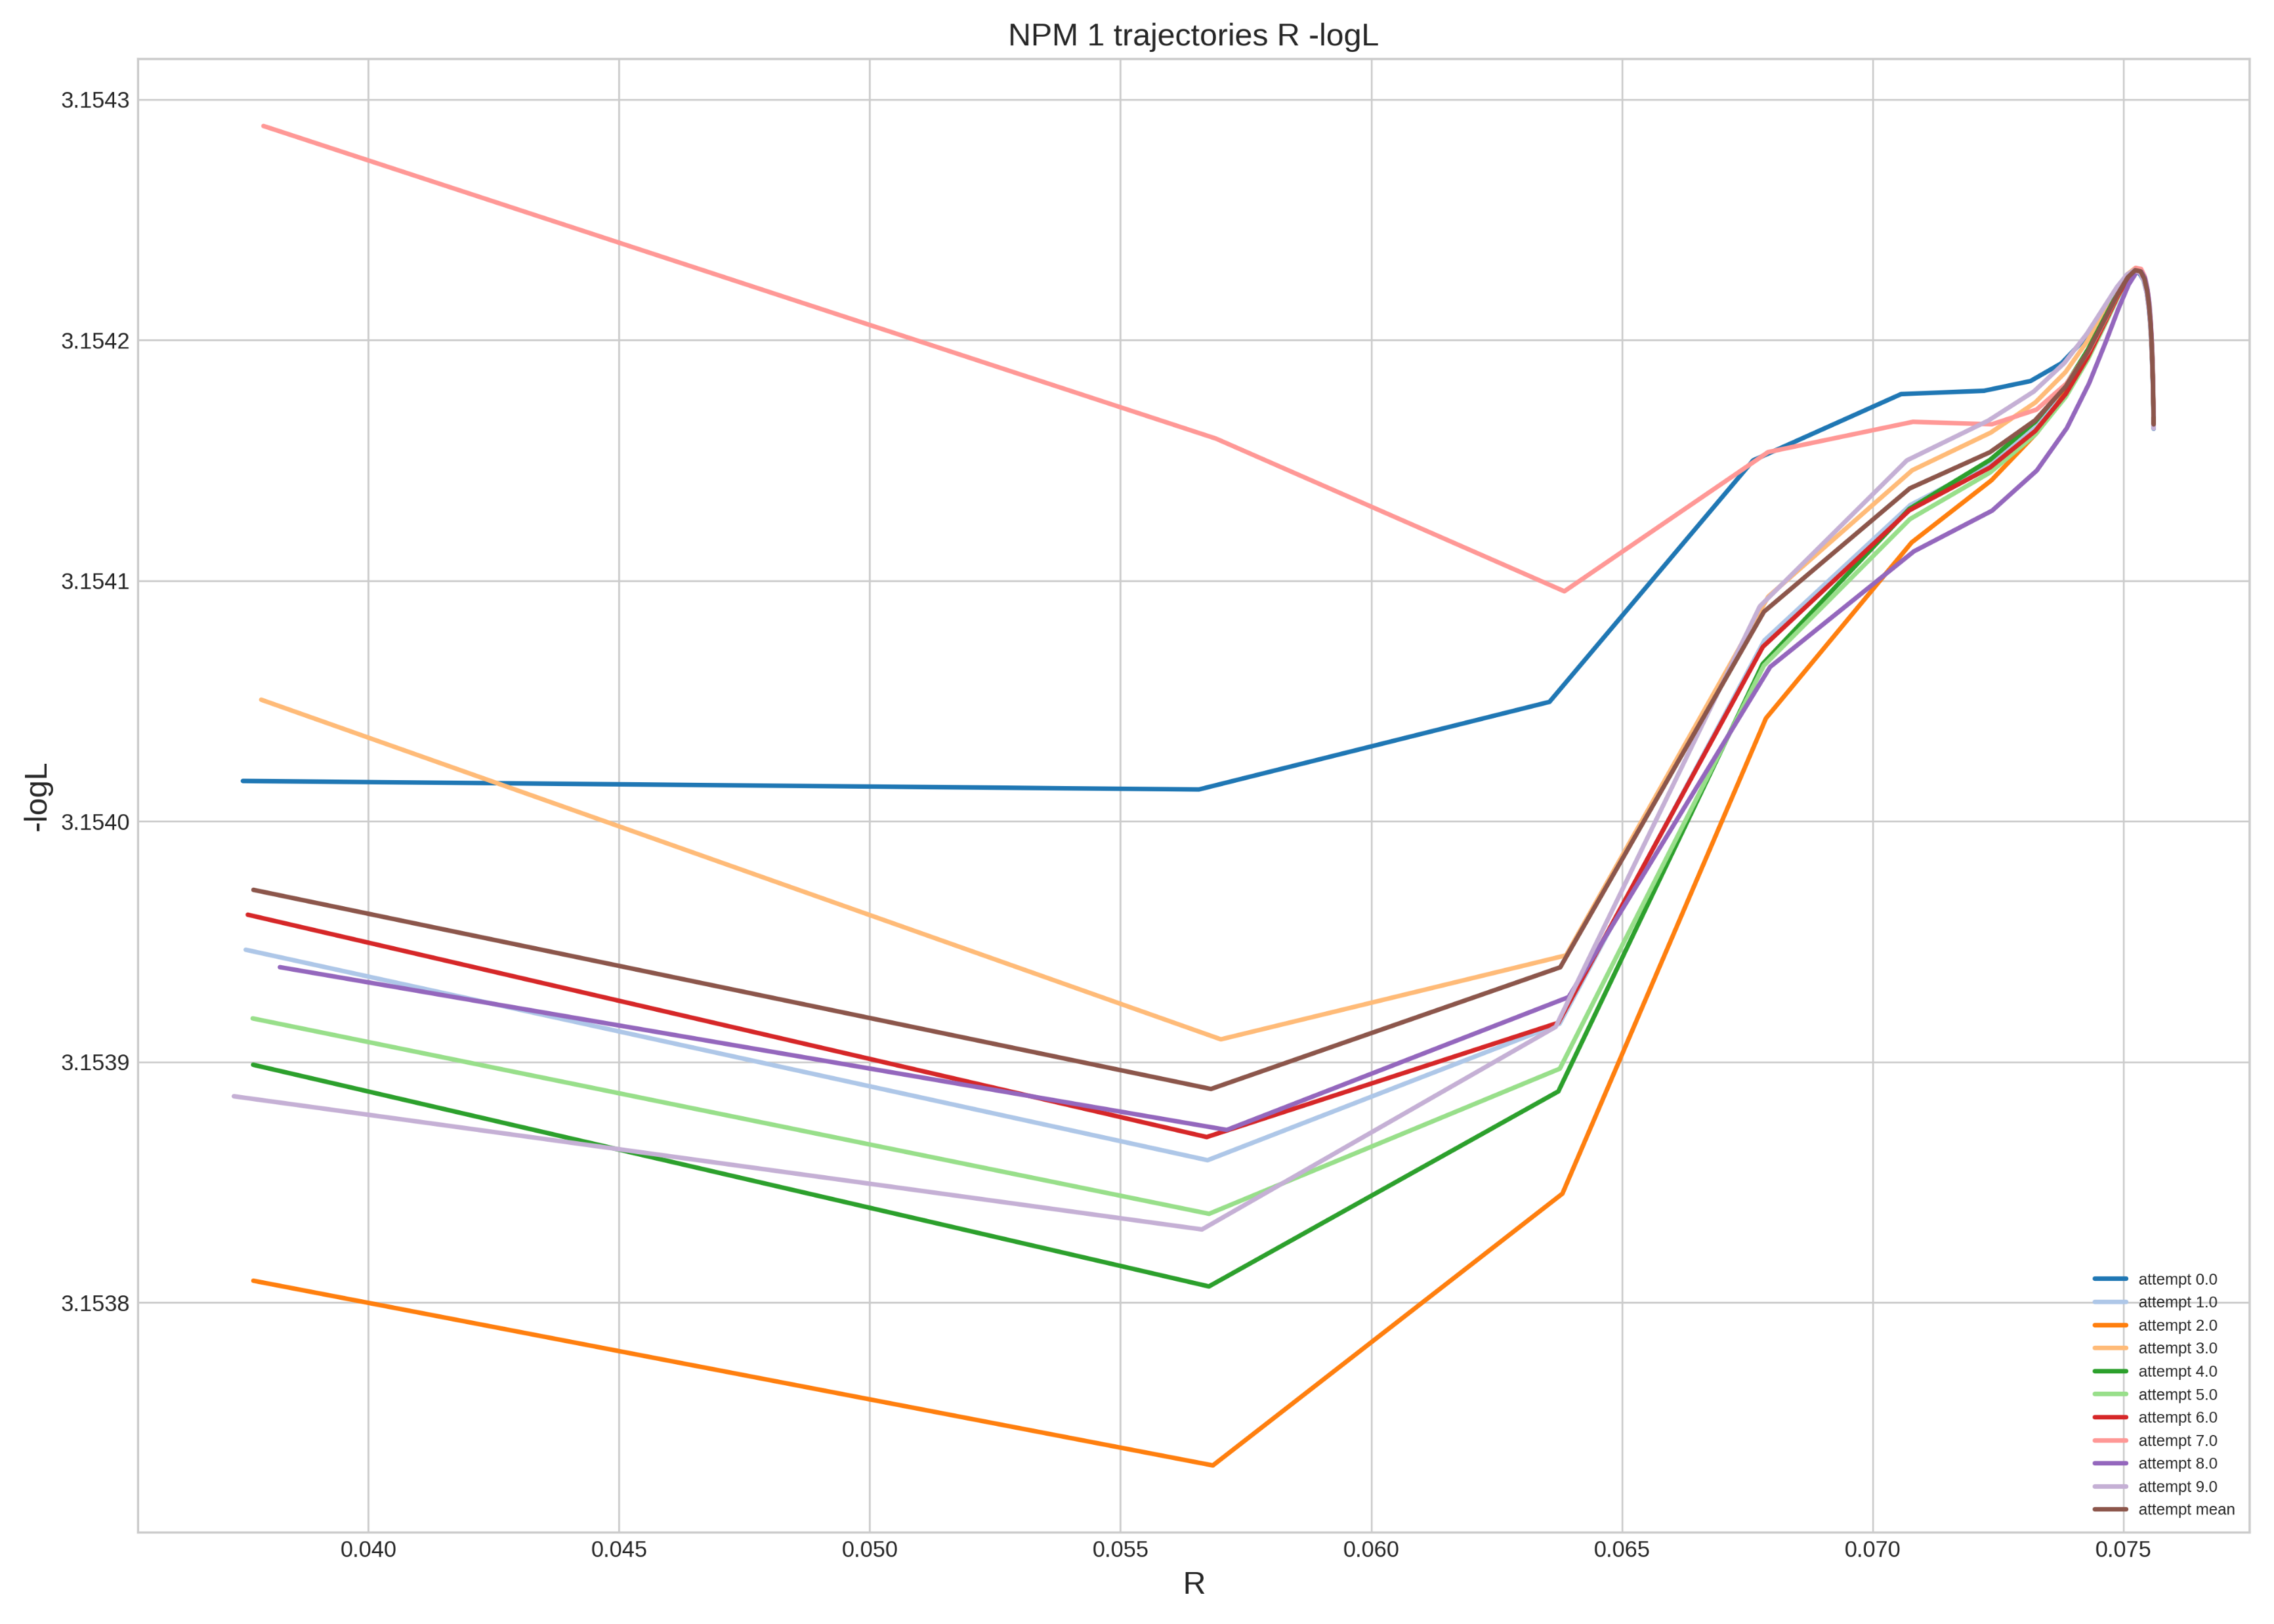 NPM 1 trajectories R -logL
3.1543
3.1542
3.1541
3.1540
3.1539
3.1538
-logL
0.040 0.045 0.050 0.055 0.060 0.065 0.070 0.075
R
attempt 0.0
attempt 1.0
attempt 2.0
attempt 3.0
attempt 4.0
attempt 5.0
attempt 6.0
attempt 7.0
attempt 8.0
attempt 9.0
attempt mean